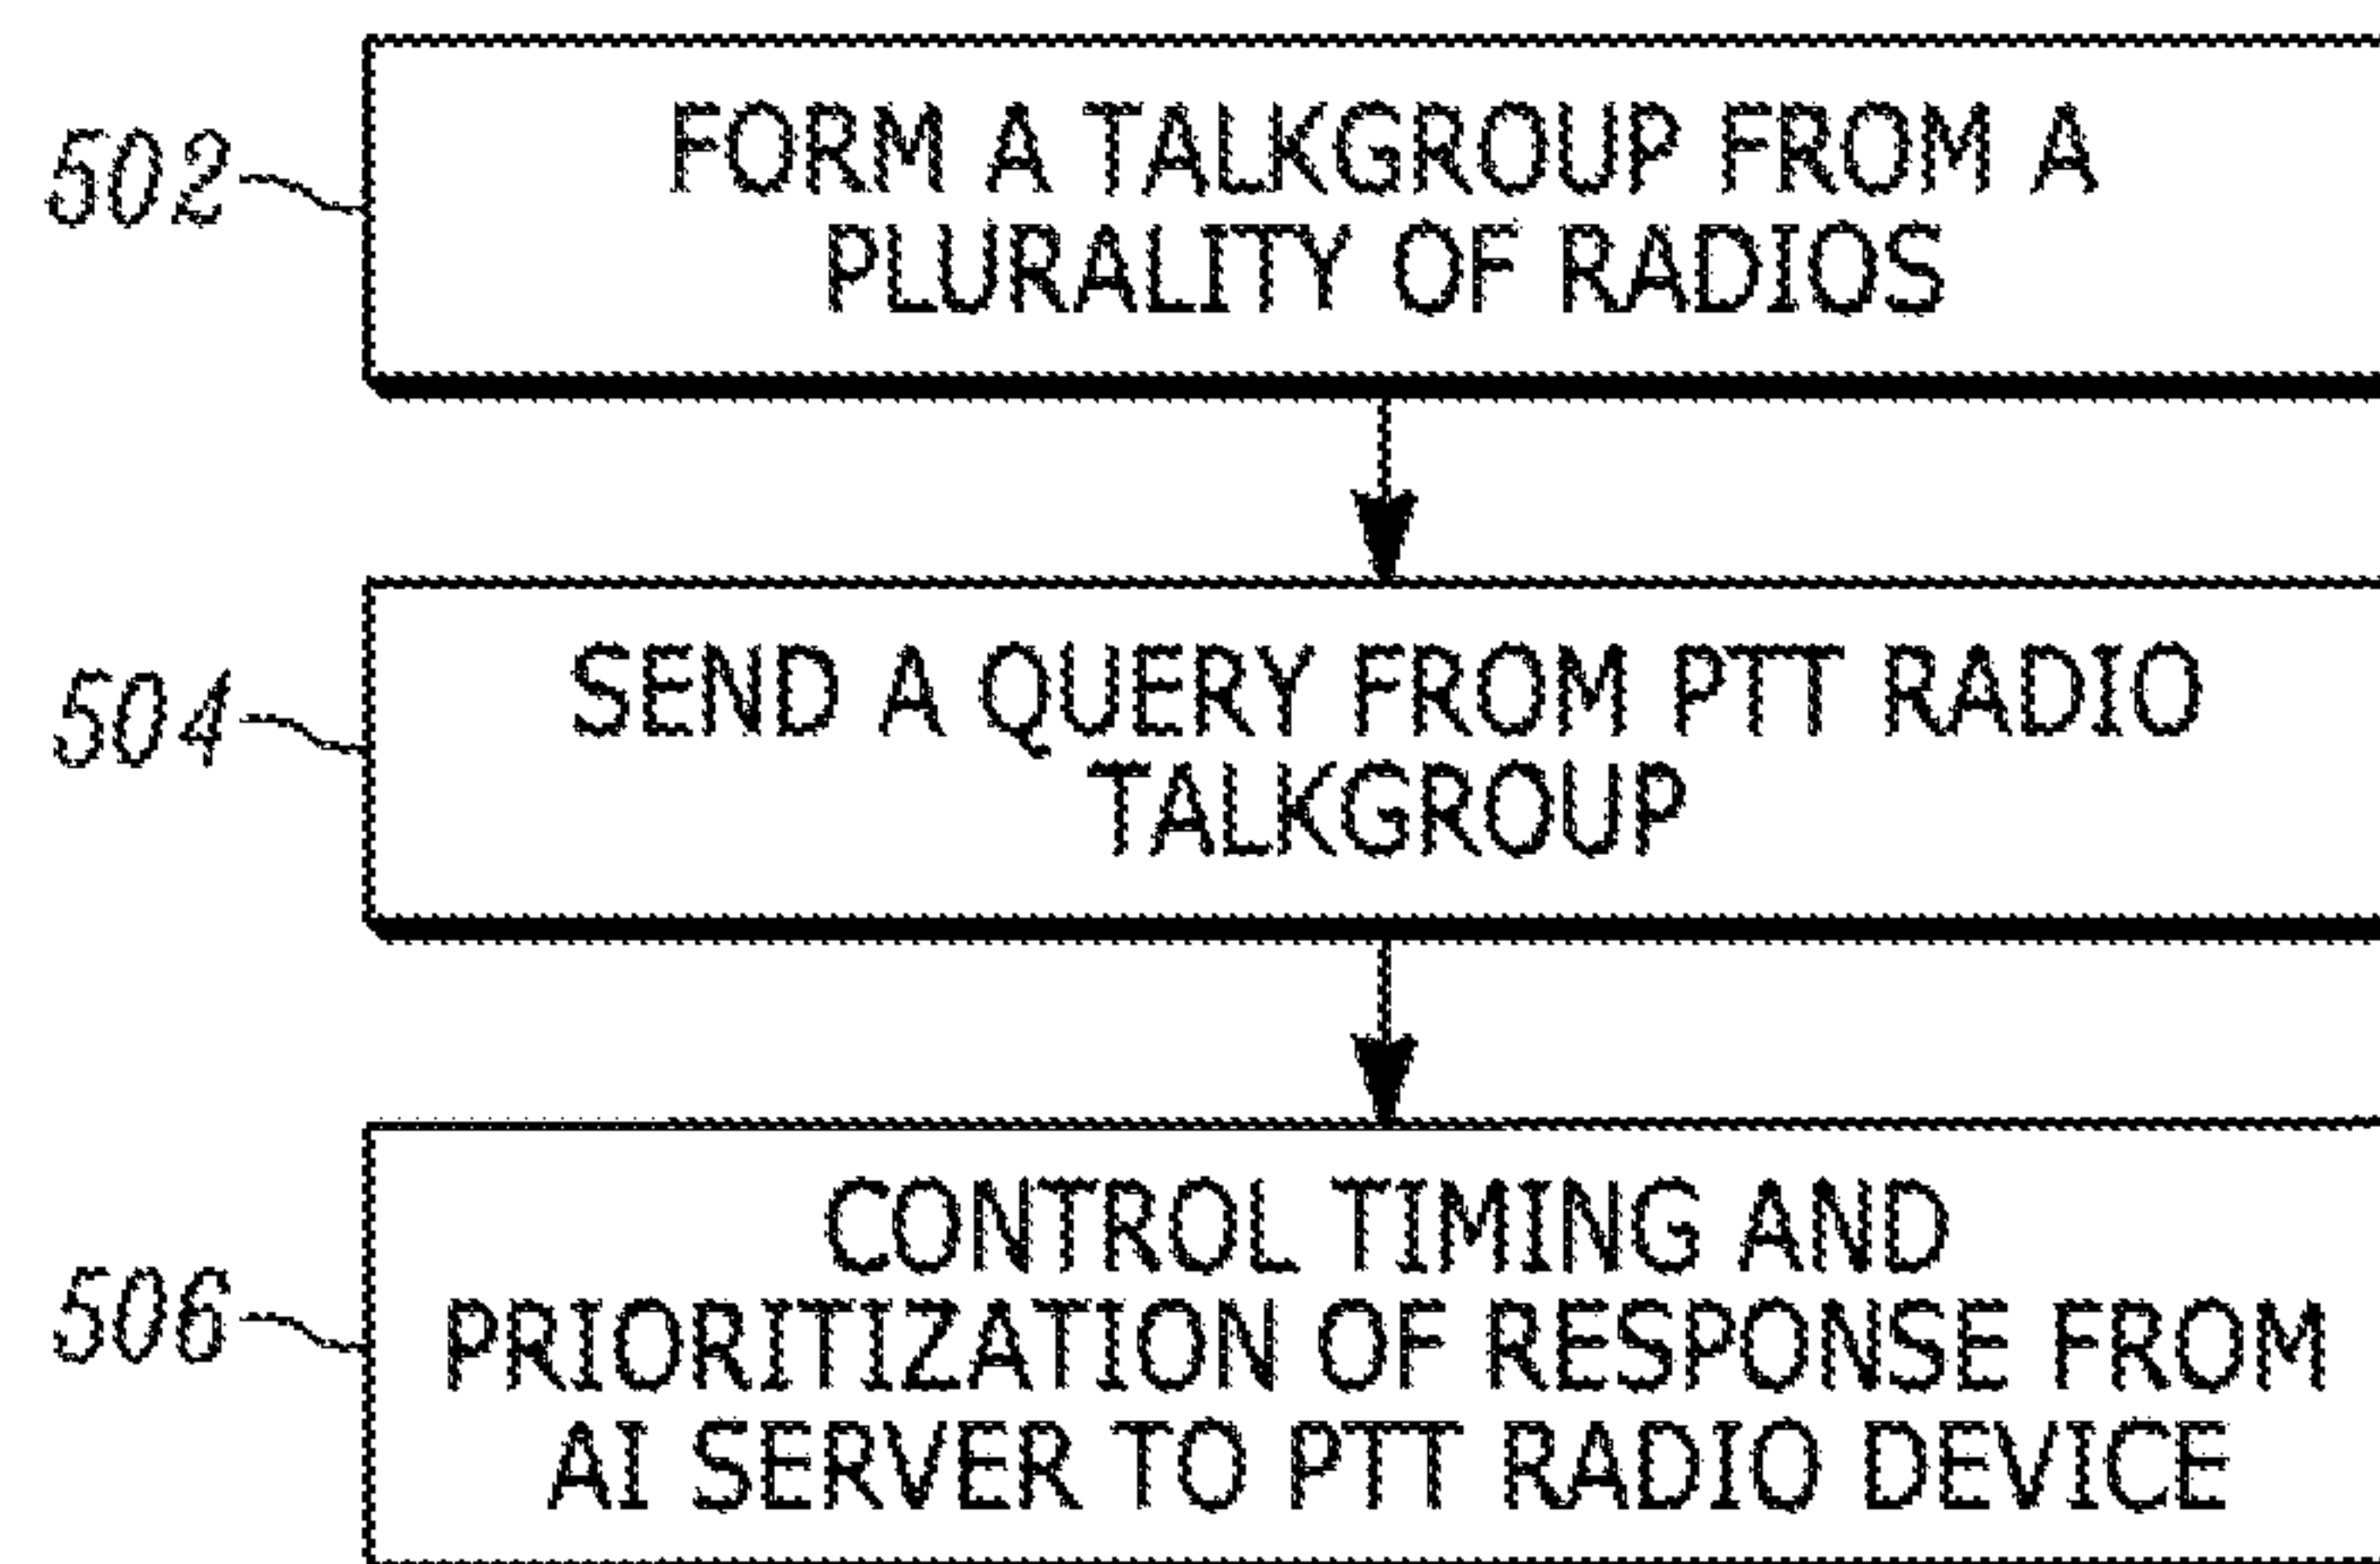 502
FORM A TALKGROUP FROM A
PLURALITY OF RADIOS
504
SEND A QUERY FROM PTT RADIO
TALKGROUP
506
CONTROL TIMING AND
PRIORITIZATION OF RESPONSE FROM
AI SERVER TO PTT RADIO DEVICE